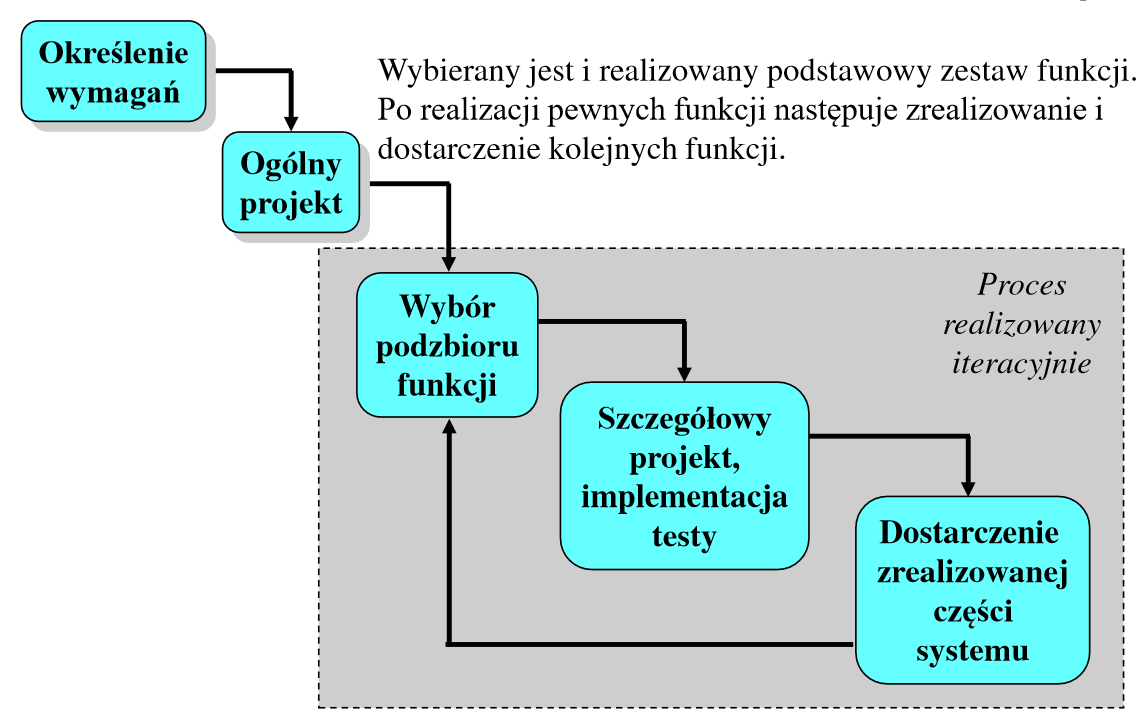 Określenie
wymagań
Wybierany jest i realizowany podstawowy zestaw funkcji.
Po realizacji pewnych funkcji następuje zrealizowanie i
dostarczenie kolejnych funkcji.
Ogólny
projekt
Proces
realizowany
iteracyjnie
Wybór
podzbioru
funkcji
Szczegółowy
projekt,
implementacja
testy
Dostarczenie
zrealizowanej
części
systemu